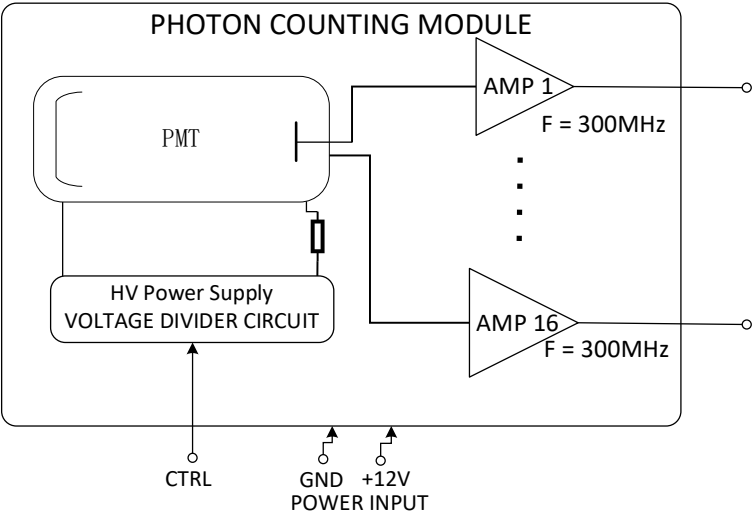 PHOTON COUNTING MODULE
AMP 1
F = 300MHz
PMT
HV Power Supply
VOLTAGE DIVIDER CIRCUIT
AMP 16
F = 300MHz
CTRL
GND +12V
POWER INPUT